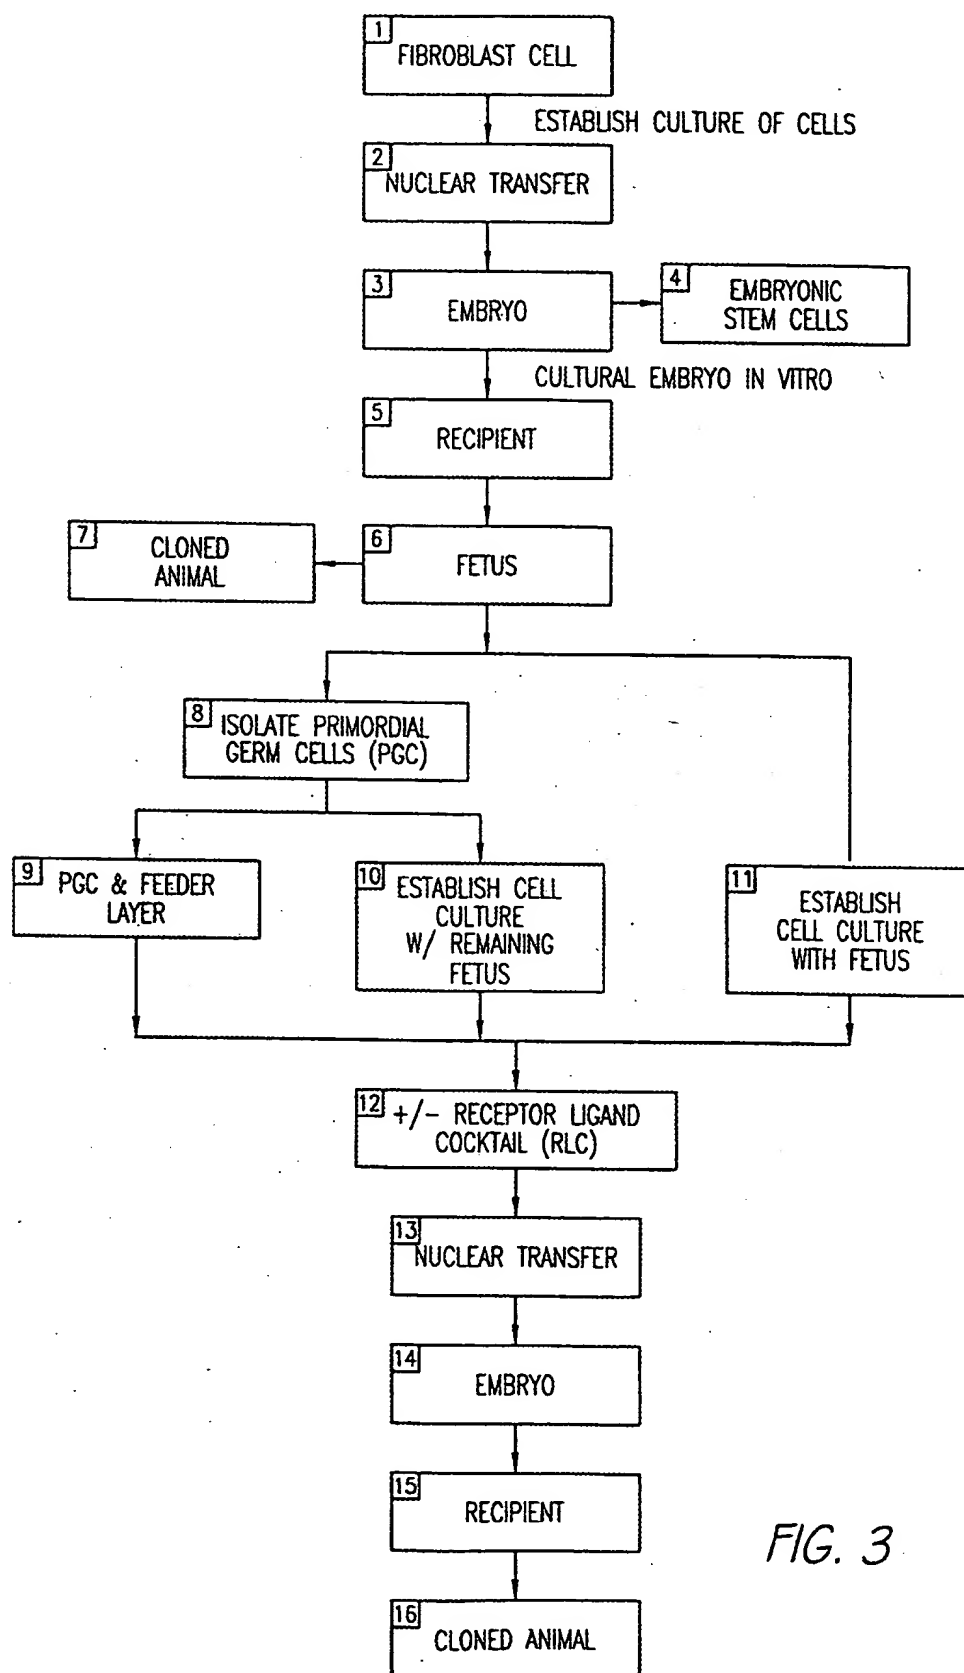 1
FIBROBLAST CELL
ESTABLISH CULTURE OF CELLS
2
NUCLEAR TRANSFER
3
EMBRYO
4
EMBRYONIC
STEM CELLS
CULTURAL EMBRYO IN VITRO
5
RECIPIENT
6
FETUS
7
CLONED
ANIMAL
8
ISOLATE PRIMORDIAL
GERM CELLS (PGC)
9
PGC & FEEDER
LAYER
10
ESTABLISH CELL
CULTURE
W/ REMAINING
FETUS
11
ESTABLISH
CELL CULTURE
WITH FETUS
12
+/- RECEPTOR LIGAND
COCKTAIL (RLC)
13
NUCLEAR TRANSFER
14
EMBRYO
15
RECIPIENT
16
CLONED ANIMAL
FIG. 3